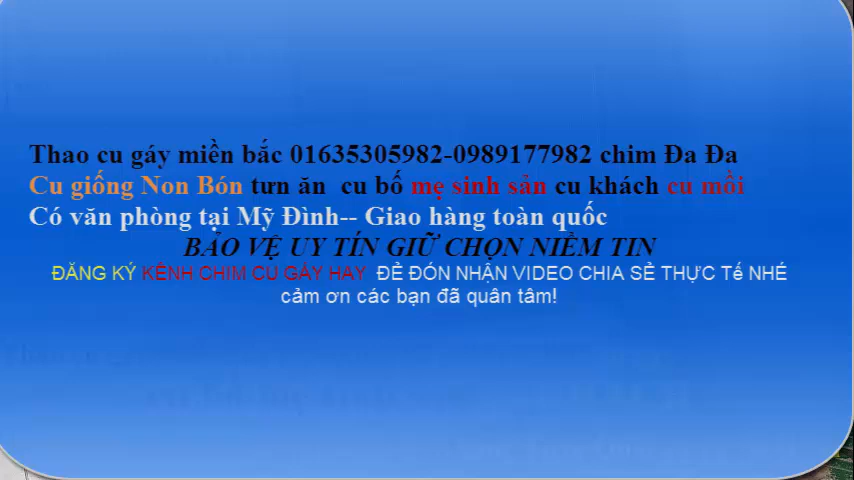 Thao cu gáy miền bắc 01635305982-0989177982 chim Đa Đa
Cu giống Non Bón tưn ăn cu bố mẹ sinh sản cu khách cu mồi
Có văn phòng tại Mỹ Đình-- Giao hàng toàn quốc
BẢO VỆ UY TÍN GIỮ CHỌN NIỀM TIN
ĐĂNG KÝ KÊNH CHIM CU GÁY HAY ĐẺ ĐÓN NHẬN VIDEO CHIA SẺ THỰC Tế NHÉ
cảm ơn các bạn đã quân tâm!